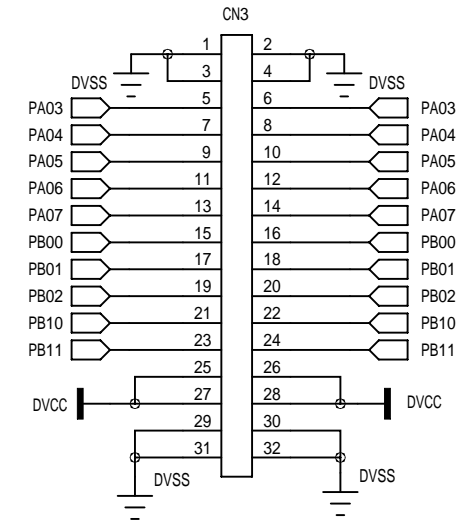 CN3
1 2
3 4
DVSS DVSS
PA03 5 6 PA03
PA04 7 8 PA04
PA05 9 10 PA05
PA06 11 12 PA06
PA07 13 14 PA07
PB00 15 16 PB00
PB01 17 18 PB01
PB02 19 20 PB02
PB10 21 22 PB10
PB11 23 24 PB11
25 26
DVCC 27 28 DVCC
29 30
31 32
DVSS DVSS